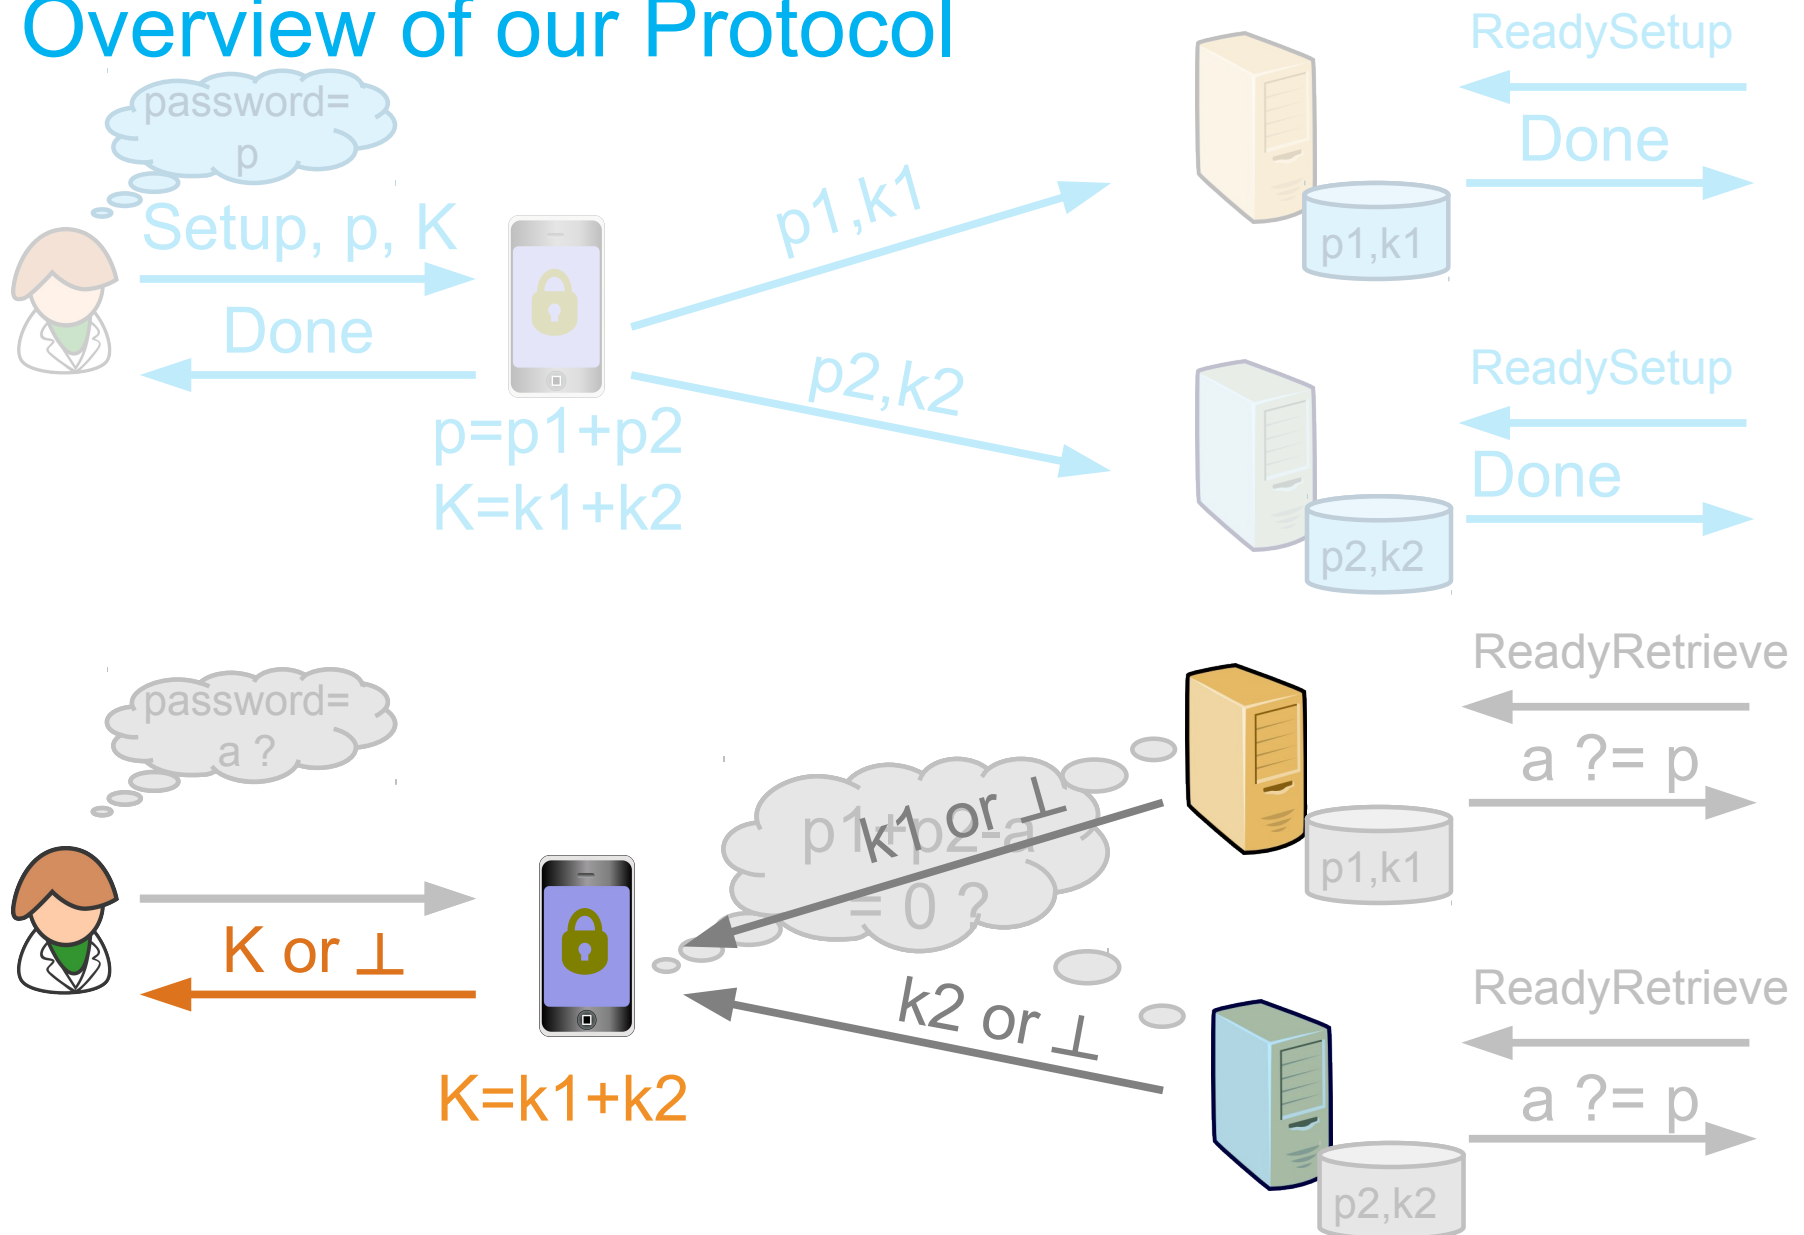 Overview of our Protocol
password=
p
Setup, p, K
Done
p=p1+p2
K=k1+k2
p1,k1
p2,k2
p1,k1
ReadySetup
Done
p2,k2
ReadySetup
Done
password=
a ?
K or ⊥
K=k1+k2
p1+p2-a
= 0 ?
k1 or ⊥
k2 or ⊥
p1,k1
ReadyRetrieve
a ?= p
p2,k2
ReadyRetrieve
a ?= p